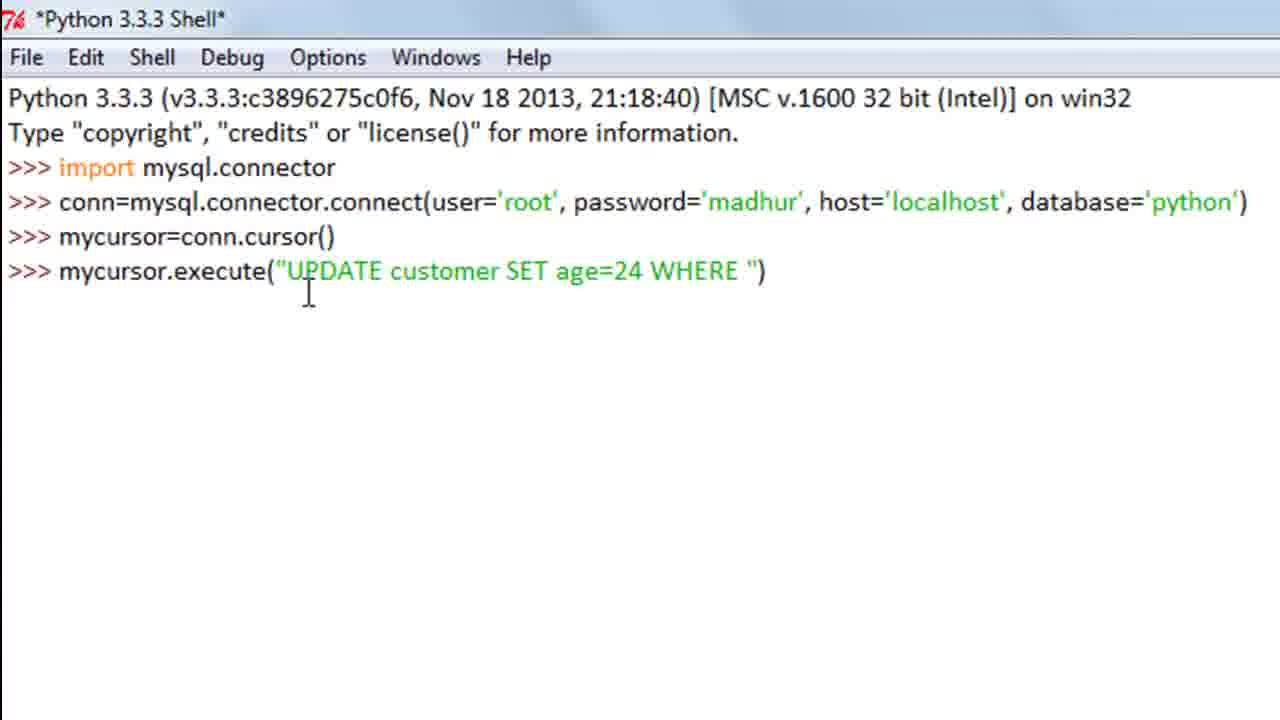 *Python 3.3.3 Shell*
File Edit Shell Debug Options Windows Help
Python 3.3.3 (v3.3.3:c3896275c0f6, Nov 18 2013, 21:18:40) [MSC v.1600 32 bit (Intel)] on win32
Type "copyright", "credits" or "license()" for more information.
>>> import mysql.connector
>>> conn=mysql.connector.connect(user='root', password='madhur', host='localhost', database='python')
>>> mycursor=conn.cursor()
>>> mycursor.execute("UPDATE customer SET age=24 WHERE ")